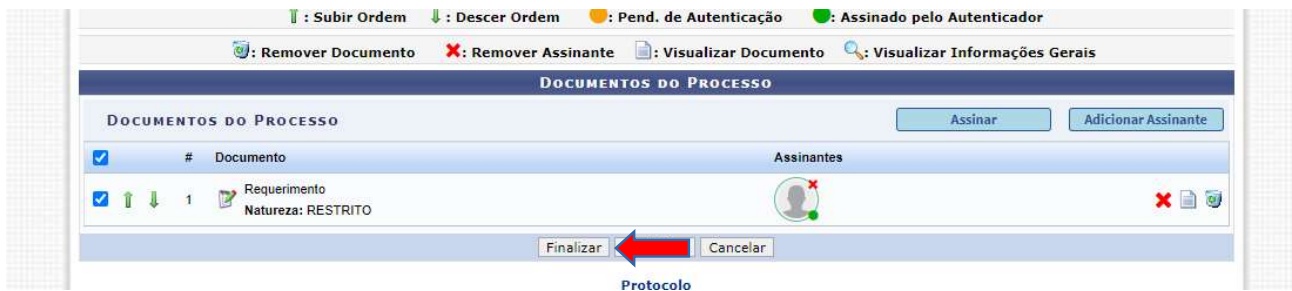 : Subir Ordem : Descer Ordem : Pend. de Autenticação : Assinado pelo Autenticador
: Remover Documento : Remover Assinante : Visualizar Documento : Visualizar Informações Gerais
DOCUMENTOS DO PROCESSO
DOCUMENTOS DO PROCESSO Assinar Adicionar Assinante
# Documento Assinantes
1 Requerimento
Natureza: RESTRITO
Finalizar Cancelar
Protocolo